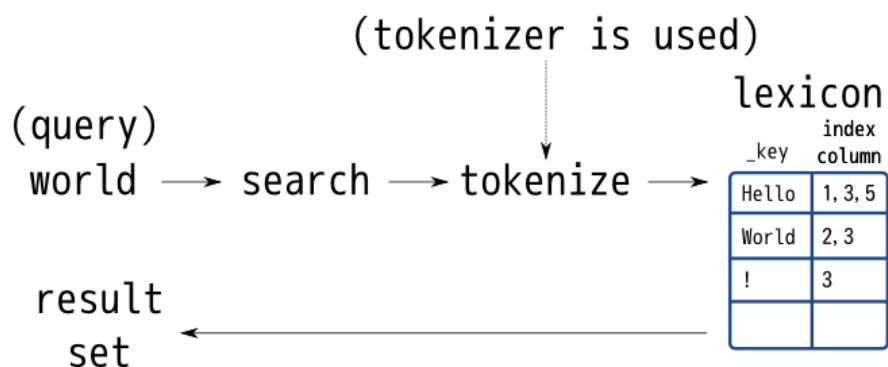 (tokenizer is used)
lexicon
(query)
index
_key column
world search tokenize
Hello 1,3,5
World 2,3
! 3
result
set